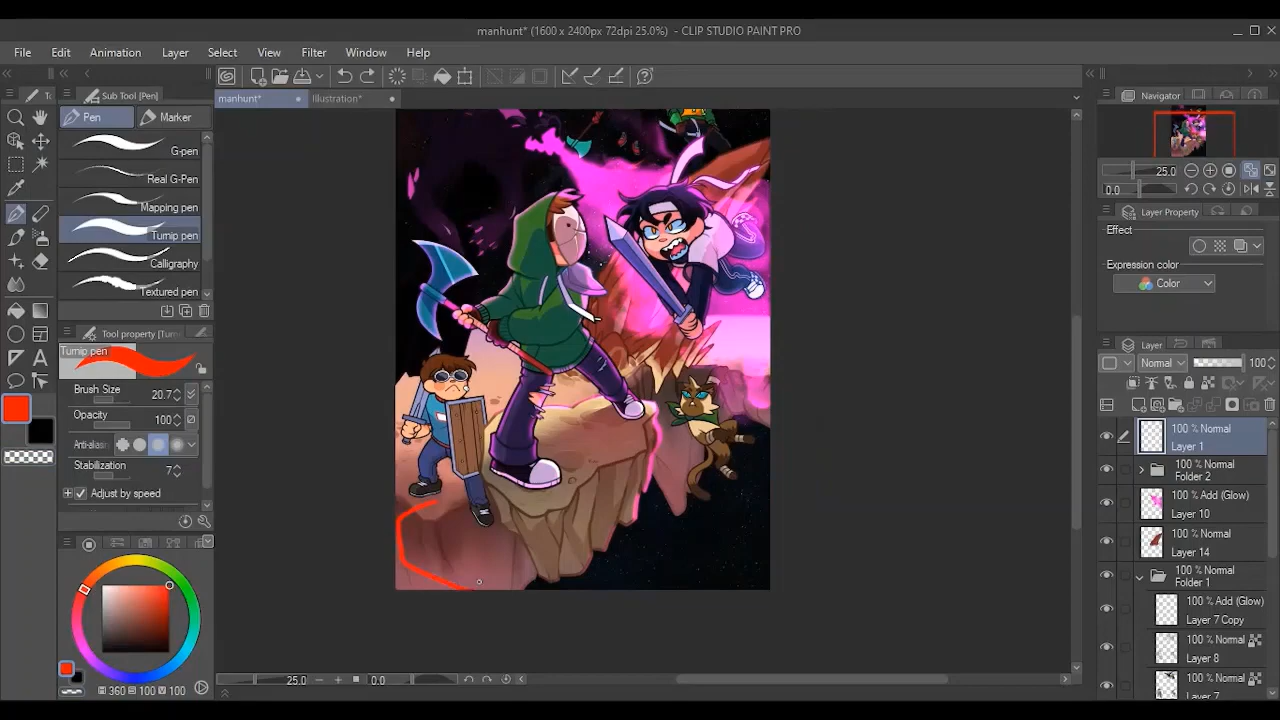 manhunt* (1600 x 2400px 72dpi 25.0%) - CLIP STUDIO PAINT PRO
File Edit Animation Layer Select View Filter Window Help
Sub Tool [Pen]
manhunt* Illustration*
Navigator
Pen Marker
G-pen
Real G-Pen
Mapping pen
Turnip pen
Calligraphy
Textured pen
25.0
0.0
Layer Property
Effect
Expression color
Color
Tool property [Turni
Turnip pen
Brush Size 20.7
Opacity 100
Anti-alias
Stabilization 7
Adjust by speed
Layer
Normal 100
100 % Normal
Layer 1
100 % Normal
Folder 2
100 % Add (Glow)
Layer 10
100 % Normal
Layer 14
100 % Normal
Folder 1
100 % Add (Glow)
Layer 7 Copy
100 % Normal
Layer 8
100 % Normal
Layer 7
H 360 S 100 V 100
25.0 0.0